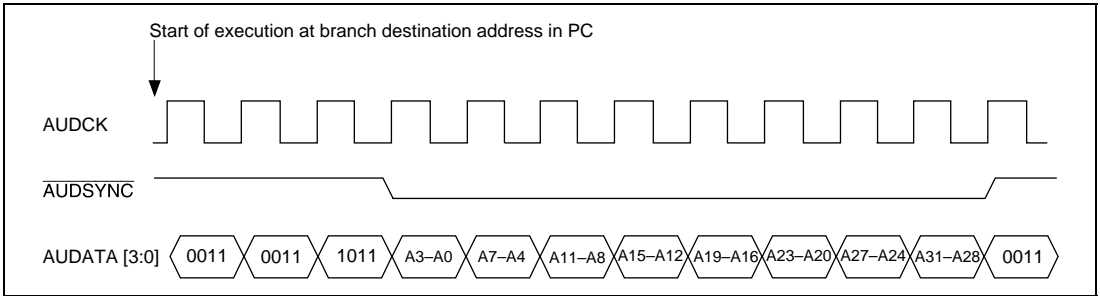 Start of execution at branch destination address in PC
AUDCK
AUDSYNC
AUDATA [3:0] 0011 0011 1011 A3–A0 A7–A4 A11–A8 A15–A12 A19–A16 A23–A20 A27–A24 A31–A28 0011